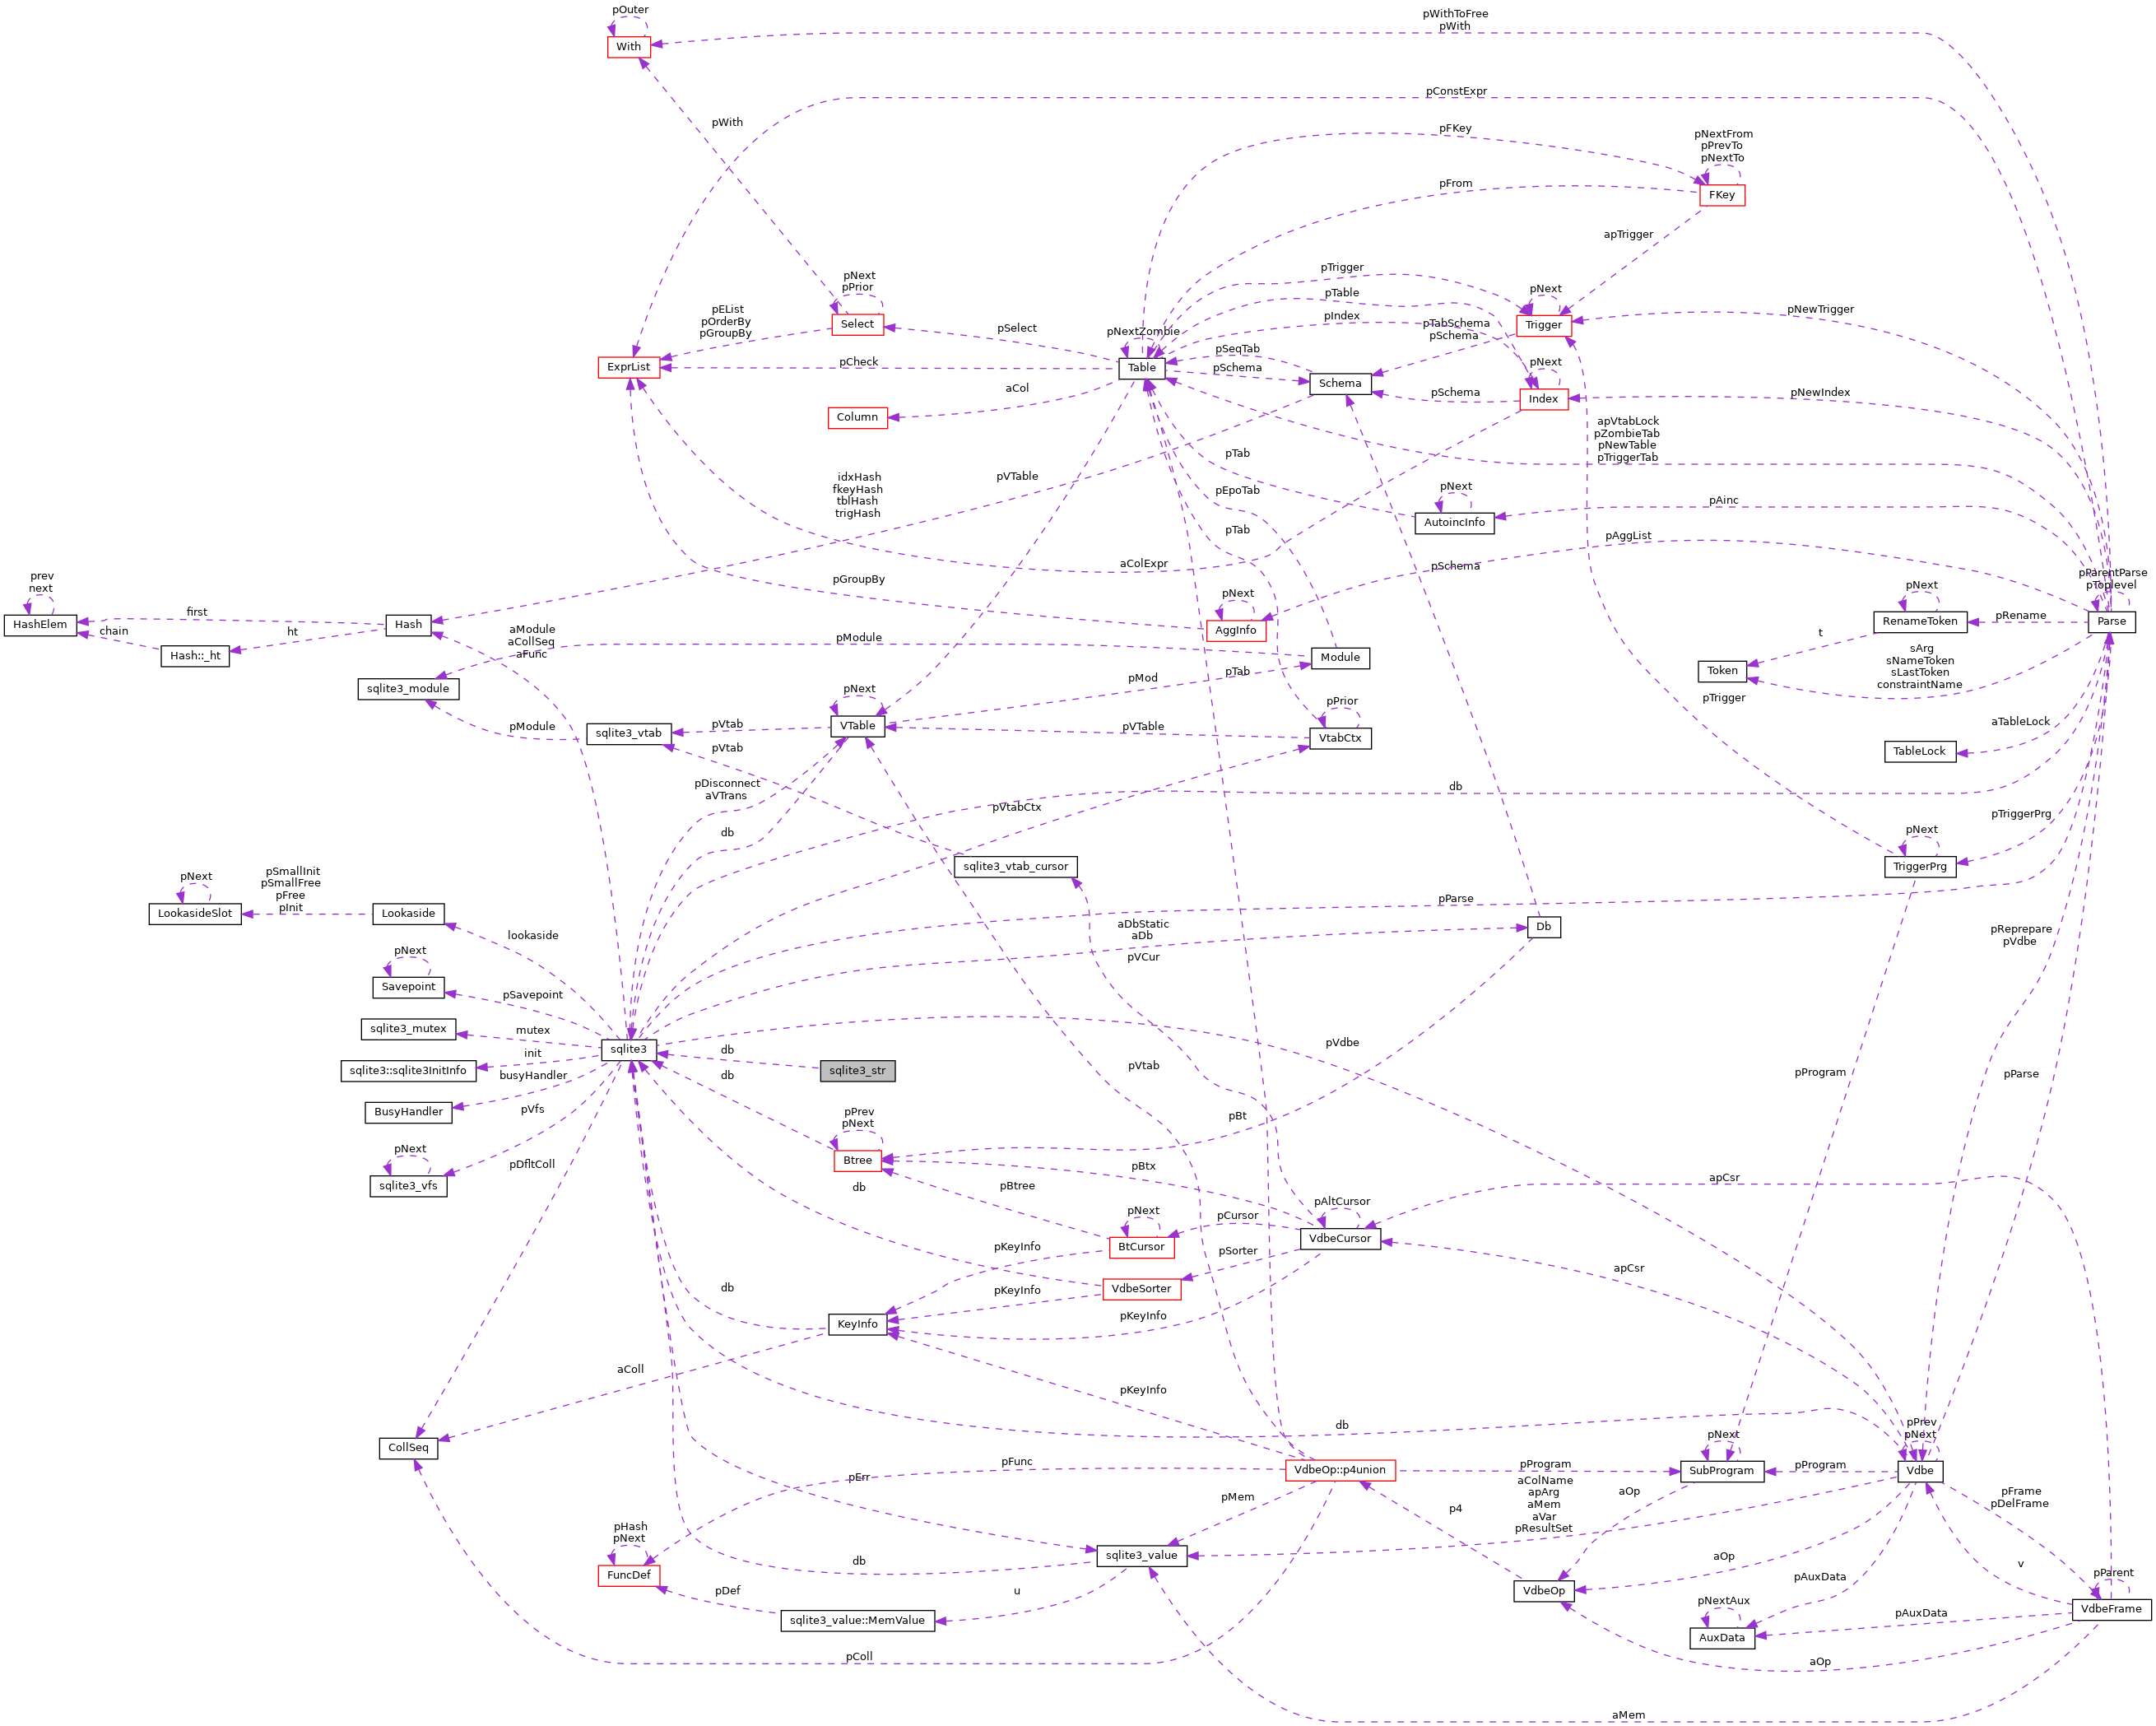 pOuter
With
pWithToFree
pWith
pConstExpr
pWith
pFKey
pNextFrom
pPrevTo
pNextTo
FKey
pFrom
apTrigger
pTrigger
pNext
pPrior
Select
pTable
pNext
Trigger
pNewTrigger
pEList
pOrderBy
pGroupBy
pSelect
pNextZombie
pIndex
pTabSchema
pSchema
pSeqTab
ExprList
pCheck
Table
pSchema
Schema
pNext
Index
pSchema
pNewIndex
aCol
Column
apVtabLock
pZombieTab
pNewTable
pTriggerTab
pTab
idxHash
fkeyHash
tblHash
trigHash
pVTable
pEpoTab
pNext
AutoincInfo
pAinc
pTab
pAggList
aColExpr
pSchema
pGroupBy
prev
next
HashElem
first
chain
Hash
ht
Hash::_ht
pNext
AggInfo
pParentParse
pToplevel
Parse
pNext
RenameToken
pRename
t
aModule
aCollSeq
aFunc
pModule
Module
sArg
sNameToken
sLastToken
constraintName
Token
sqlite3_module
pMod
pTab
pTrigger
pNext
VTable
pVtab
pModule
sqlite3_vtab
pVtab
pVTable
pPrior
VtabCtx
aTableLock
TableLock
pDisconnect
aVTrans
db
pVtabCtx
db
pTriggerPrg
pNext
TriggerPrg
sqlite3_vtab_cursor
pNext
LookasideSlot
pSmallInit
pSmallFree
pFree
pInit
Lookaside
lookaside
pParse
aDbStatic
aDb
pVCur
Db
pReprepare
pVdbe
pNext
Savepoint
pSavepoint
sqlite3_mutex
mutex
sqlite3
db
sqlite3_str
pVdbe
init
sqlite3::sqlite3InitInfo
db
busyHandler
BusyHandler
pVfs
pVtab
pProgram
pParse
pPrev
pNext
Btree
pBt
pNext
sqlite3_vfs
pDfltColl
pBtx
db
pBtree
apCsr
pAltCursor
VdbeCursor
pNext
BtCursor
pCursor
pKeyInfo
pSorter
apCsr
VdbeSorter
db
pKeyInfo
pKeyInfo
KeyInfo
aColl
pKeyInfo
db
CollSeq
pPrev
pNext
Vdbe
pNext
SubProgram
pProgram
pFunc
pErr
VdbeOp::p4union
pProgram
pMem
aColName
apArg
aMem
aVar
pResultSet
p4
aOp
pFrame
pDelFrame
pHash
pNext
FuncDef
db
sqlite3_value
aOp
v
pDef
u
VdbeOp
pAuxData
pParent
VdbeFrame
sqlite3_value::MemValue
pNextAux
AuxData
pAuxData
pColl
aOp
aMem